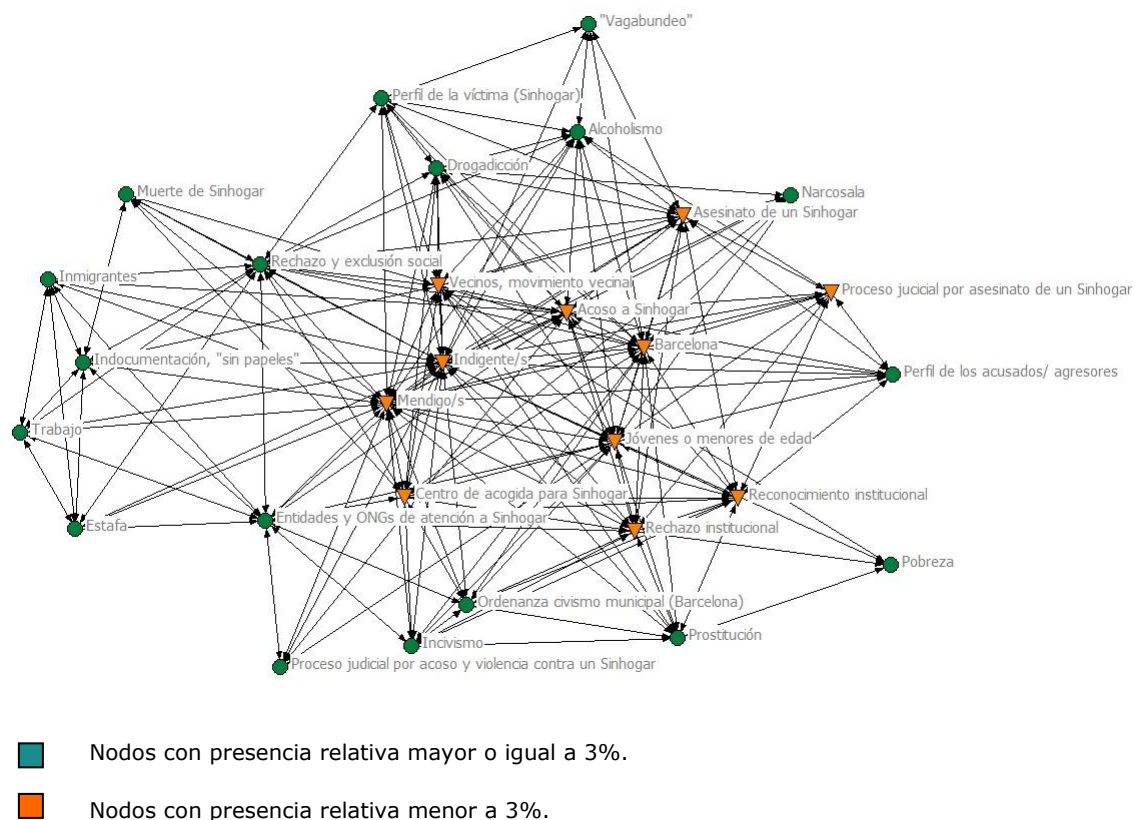 "Vagabundeo"
Perfil de la víctima (Sinhogar)
Alcoholismo
Drogadicción
Muerte de Sinhogar
Narcosala
Asesinato de un Sinhogar
Rechazo y exclusión social
Inmigrantes
Vecinos, movimiento vecinal
Proceso jucicial por asesinato de un Sinhogar
Acoso a Sinhogar
Barcelona
Indocumentación, "sin papeles"
Indigente/s
Perfil de los acusados/ agresores
Mendigo/s
Trabajo
Jóvenes o menores de edad
Centro de acogida para Sinhogar
Reconocimiento institucional
Entidades y ONGs de atención a Sinhogar
Estafa
Rechazo institucional
Pobreza
Ordenanza civismo municipal (Barcelona)
Prostitución
Incivismo
Proceso judicial por acoso y violencia contra un Sinhogar
Nodos con presencia relativa mayor o igual a 3%.
Nodos con presencia relativa menor a 3%.